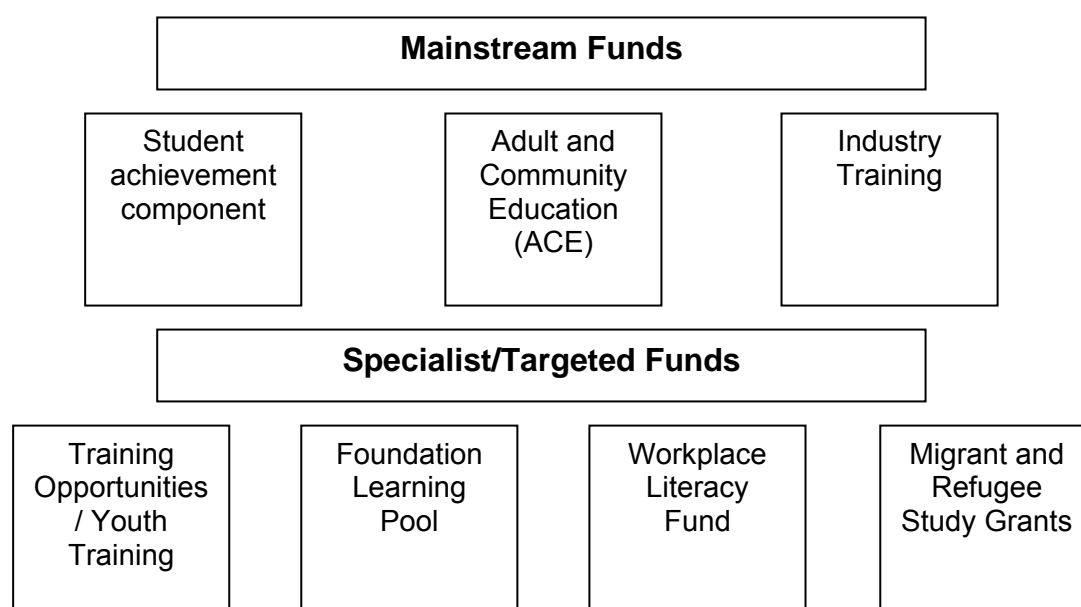 Mainstream Funds
Student
achievement
component
Adult and
Community
Education
(ACE)
Industry
Training
Specialist/Targeted Funds
Training
Opportunities
/ Youth
Training
Foundation
Learning
Pool
Workplace
Literacy
Fund
Migrant and
Refugee
Study Grants